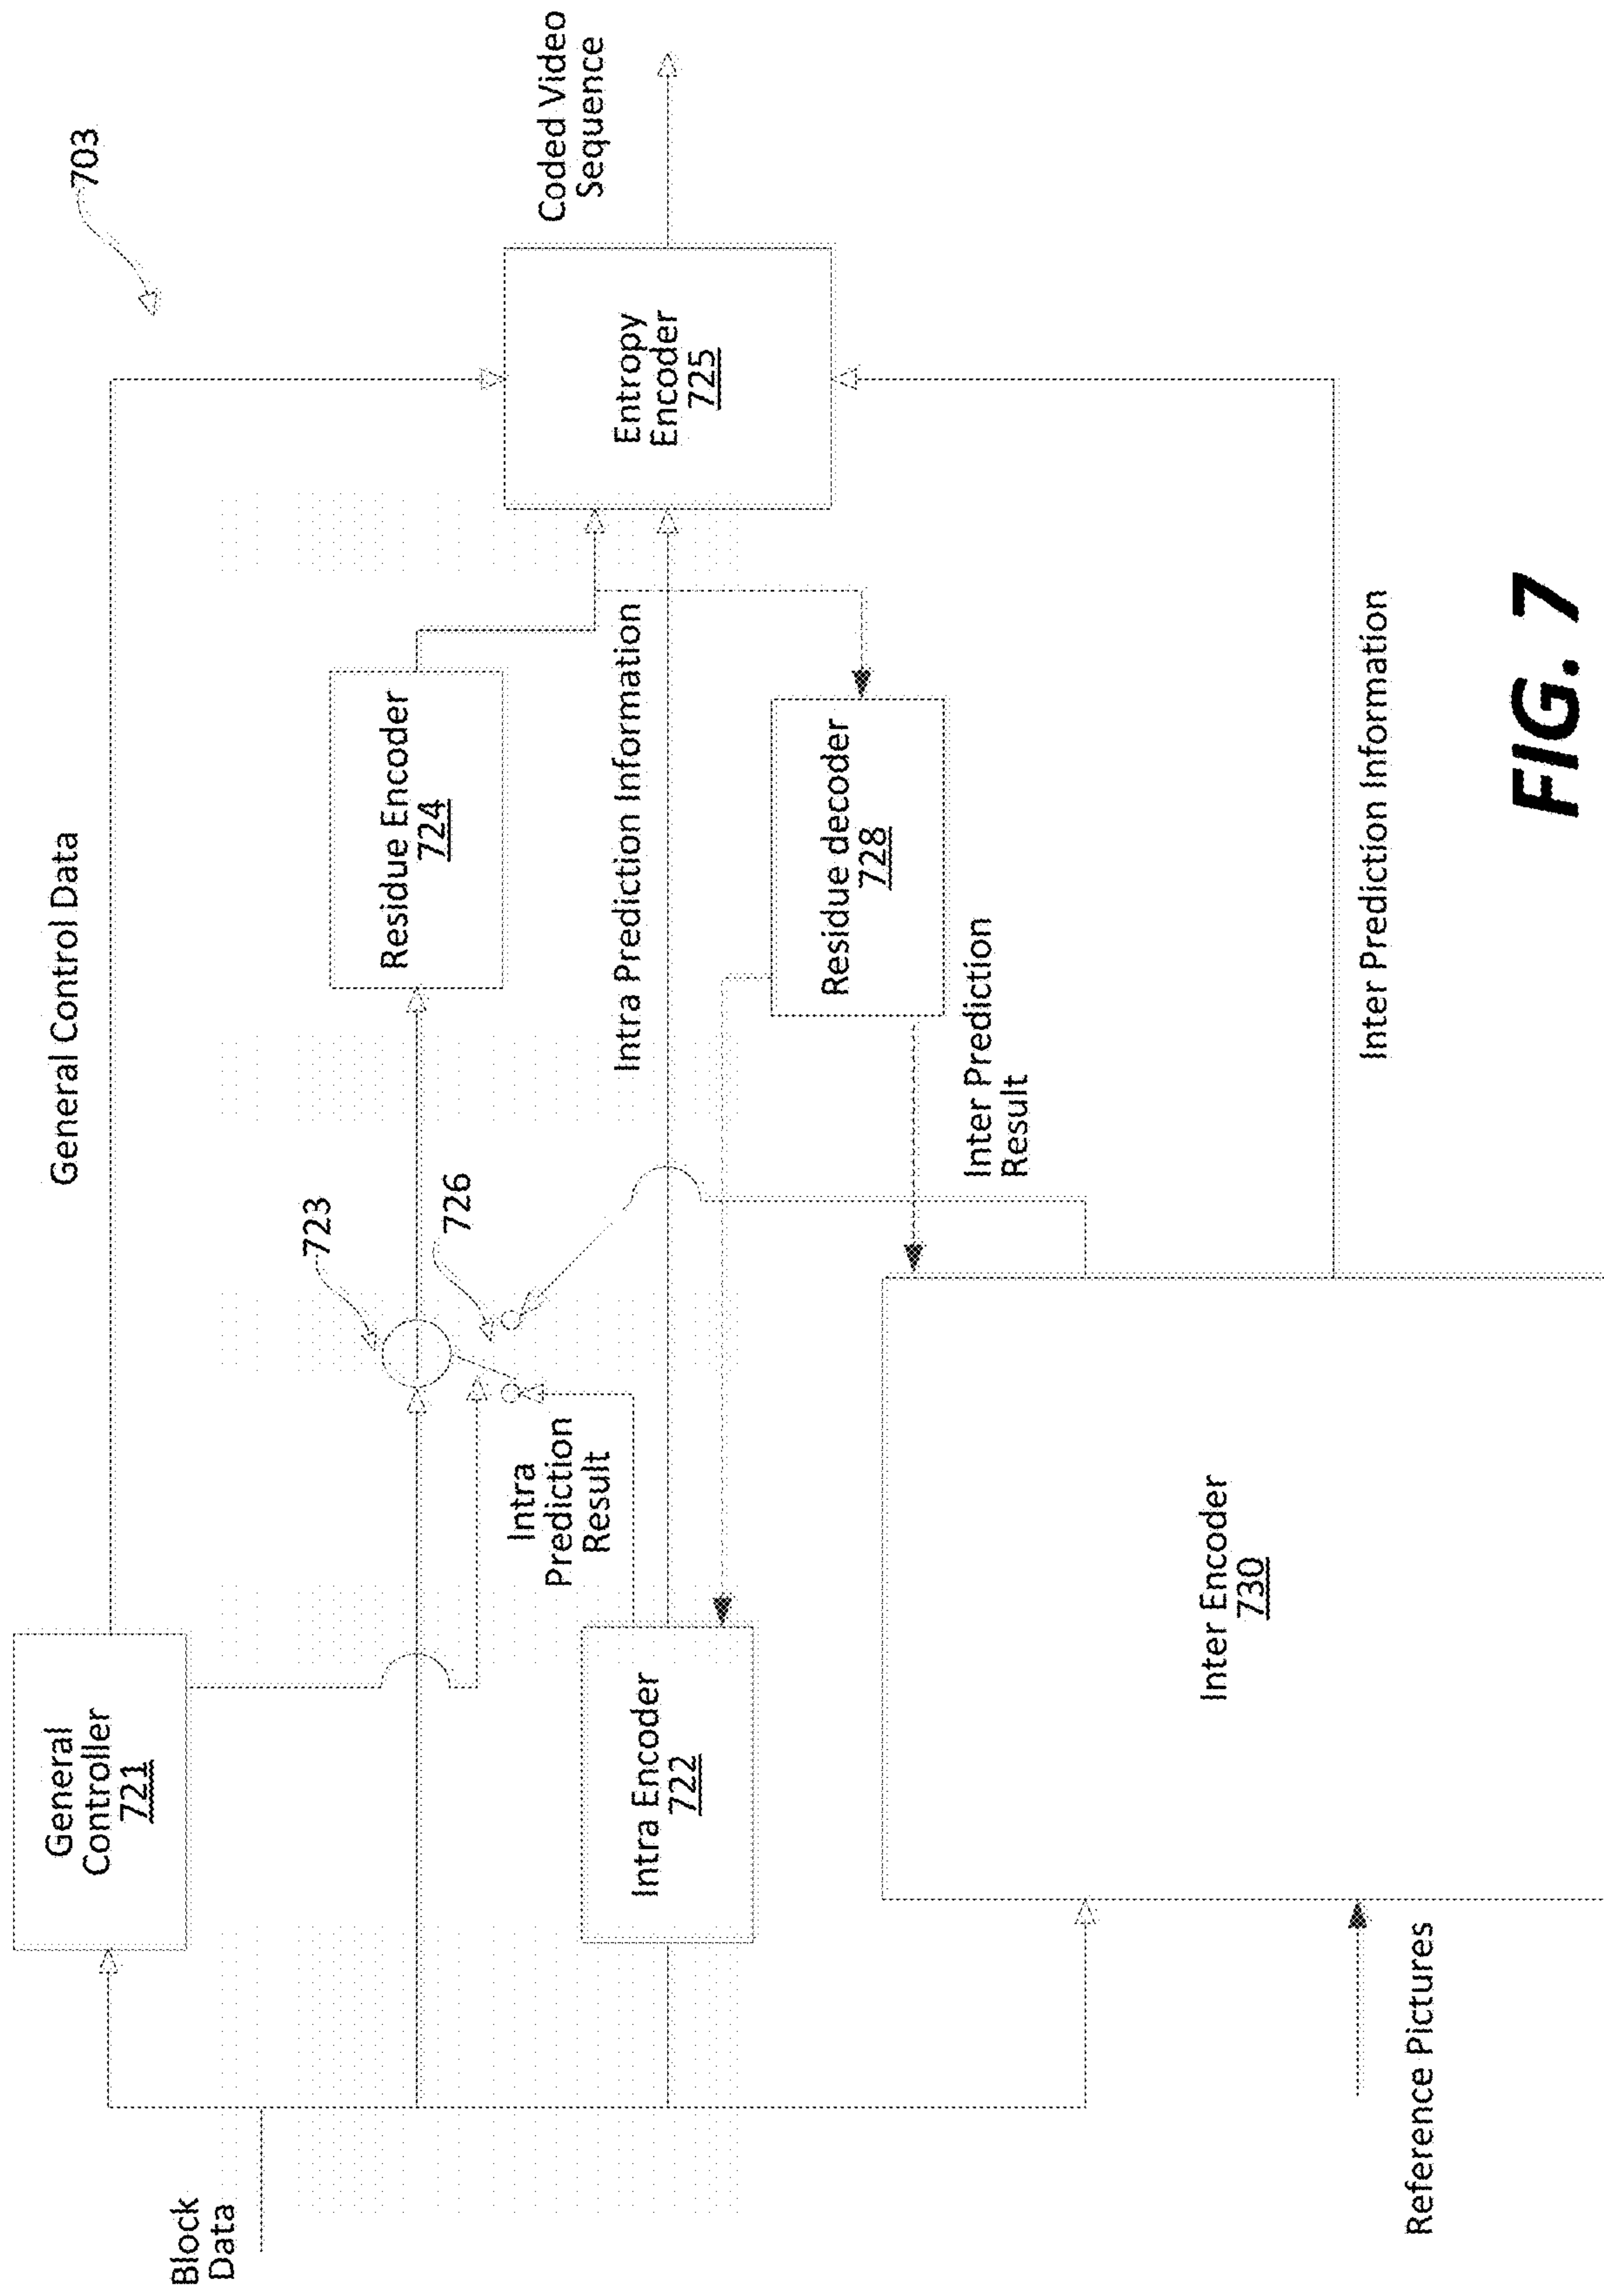 703
General Control Data
General
Controller
721
Block
Data
723
726
Residue Encoder
724
Coded Video
Sequence
Entropy
Encoder
725
Intra
Prediction
Result
Intra Prediction Information
Intra Encoder
722
Residue decoder
728
Inter Prediction
Result
Inter Encoder
730
Inter Prediction Information
Reference Pictures
FIG. 7